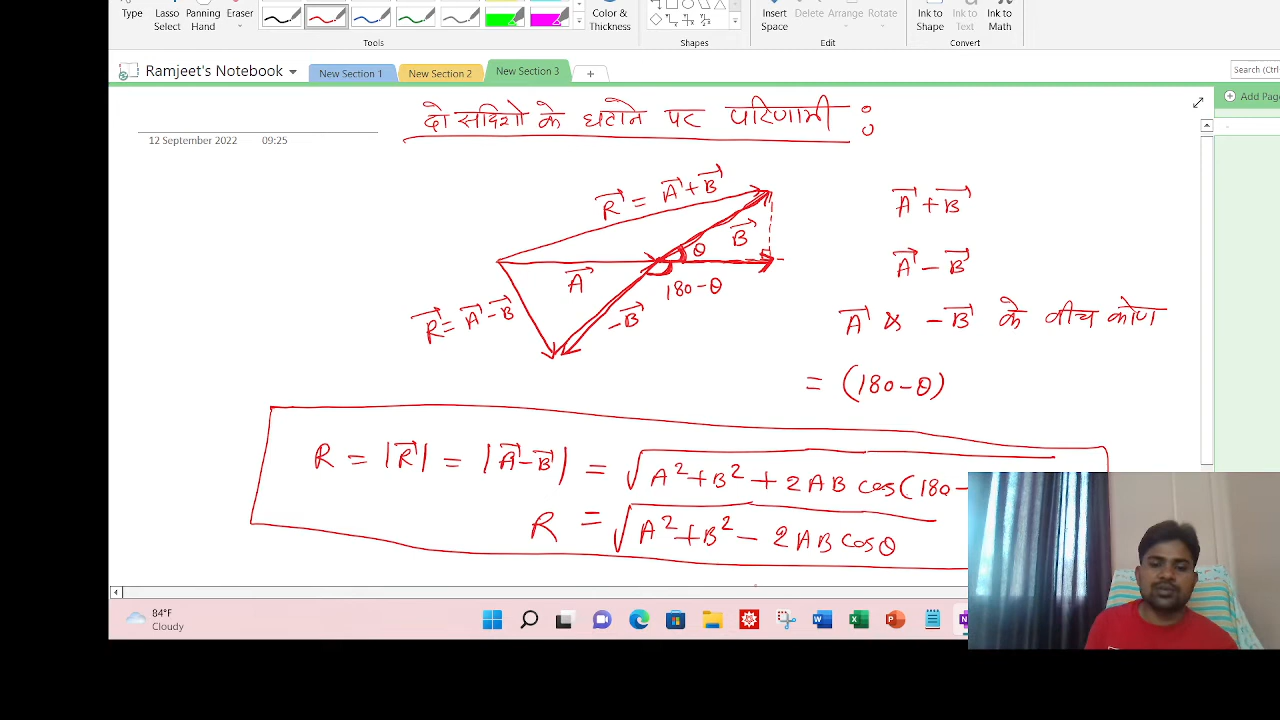 Type Lasso Select Panning Hand Eraser Color & Thickness Insert Space Delete Arrange Rotate Ink to Shape Ink to Text Ink to Math
Tools Shapes Edit Convert
Ramjeet's Notebook New Section 1 New Section 2 New Section 3 + Search (Ctrl
Add Page
दो सदिशो के घटाने पर परिणामी :
12 September 2022 09:25
R⃗ = A⃗+B⃗
A⃗+B⃗
B⃗
θ
A⃗
180-θ
A⃗-B⃗
R⃗ = A⃗-B⃗
-B⃗
A⃗ & -B⃗ के बीच कोण
= (180-θ)
R = |R⃗| = |A⃗-B⃗| = √A²+B²+2AB cos(180-
R = √A²+B²-2AB cosθ
84°F
Cloudy